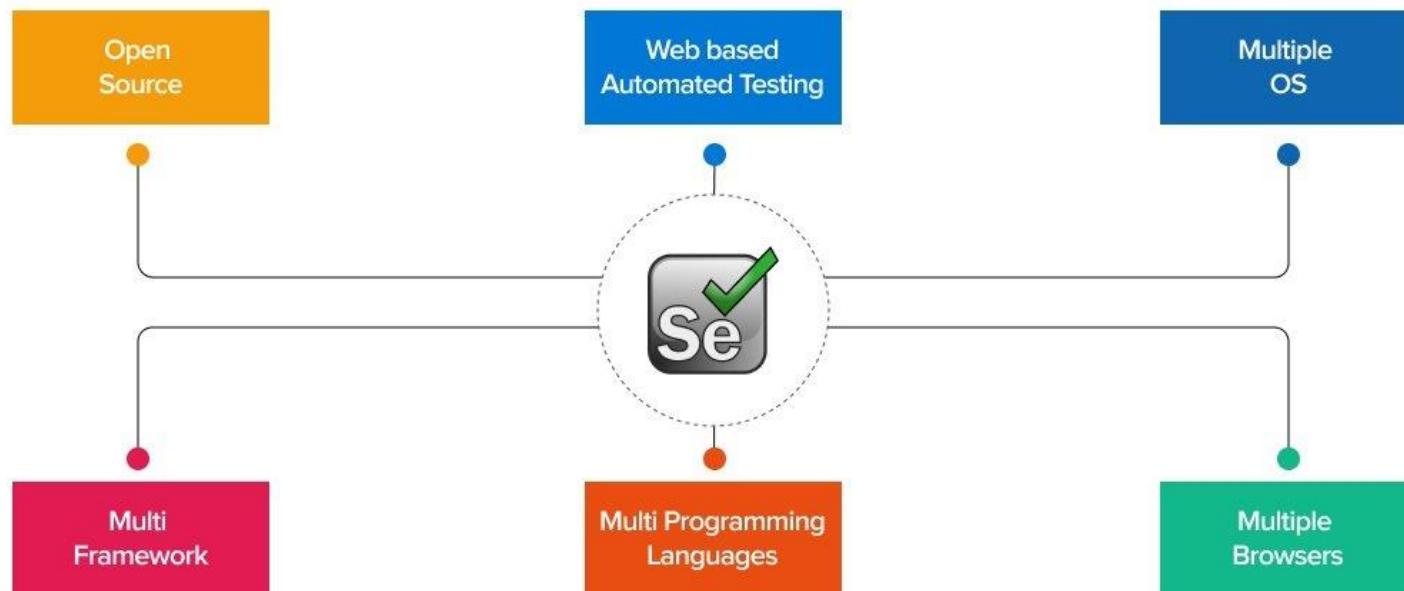 Open
Source
Web based
Automated Testing
Multiple
OS
Se
Multi
Framework
Multi Programming
Languages
Multiple
Browsers